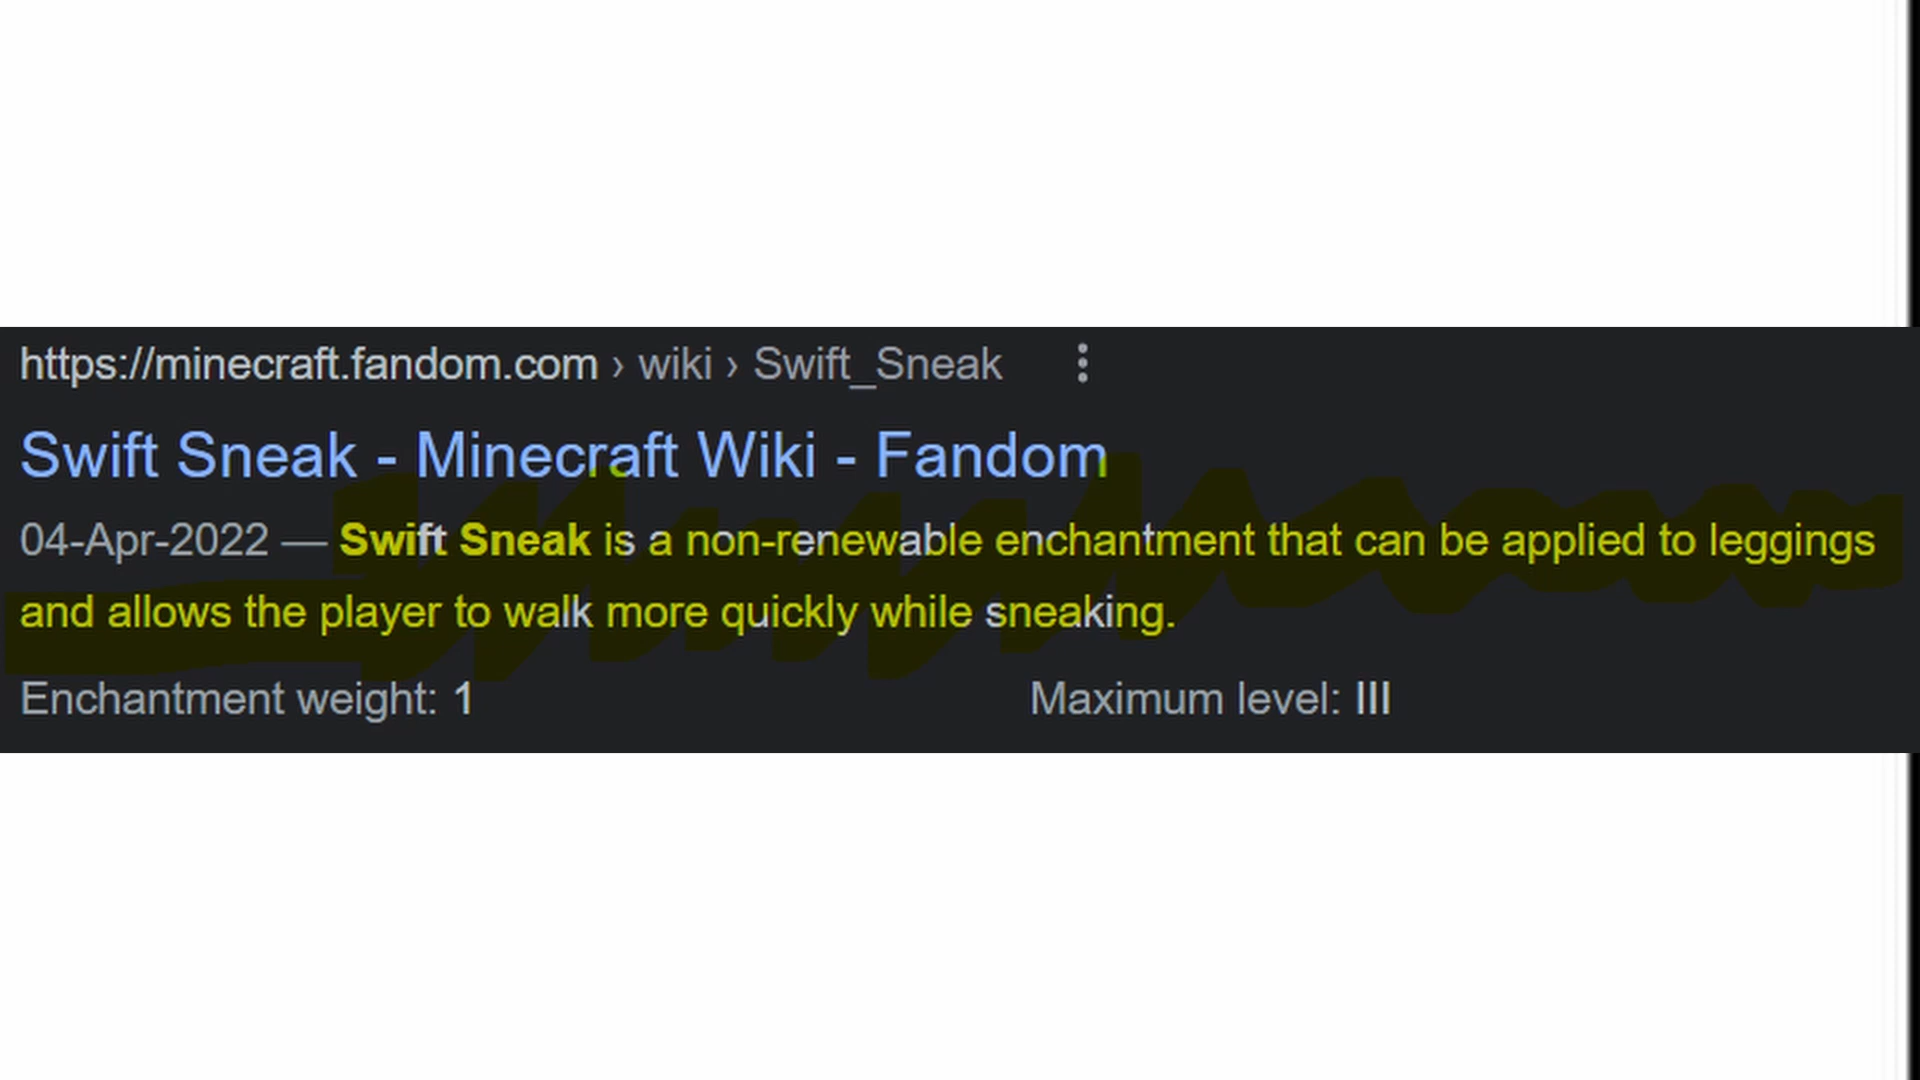 https://minecraft.fandom.com › wiki › Swift_Sneak
Swift Sneak - Minecraft Wiki - Fandom
04-Apr-2022 — Swift Sneak is a non-renewable enchantment that can be applied to leggings
and allows the player to walk more quickly while sneaking.
Enchantment weight: 1 Maximum level: III